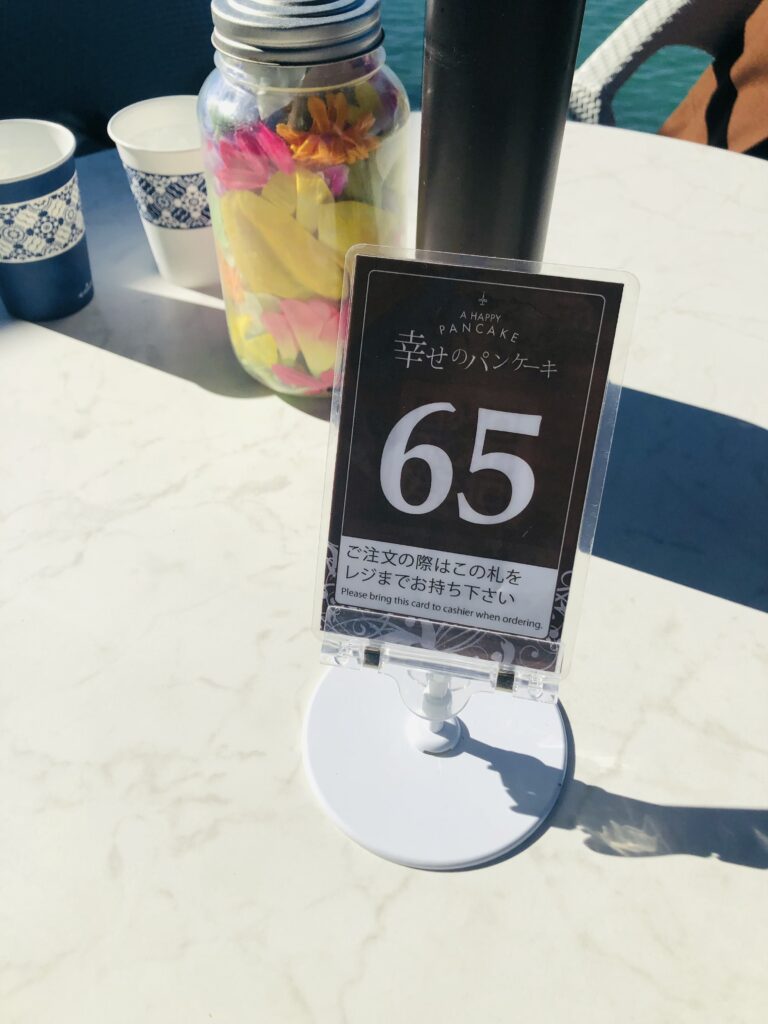 A HAPPY
PANCAKE
幸せのパンケーキ
65
ご注文の際はこの札を
レジまでお持ち下さい
Please bring this card to cashier when ordering.